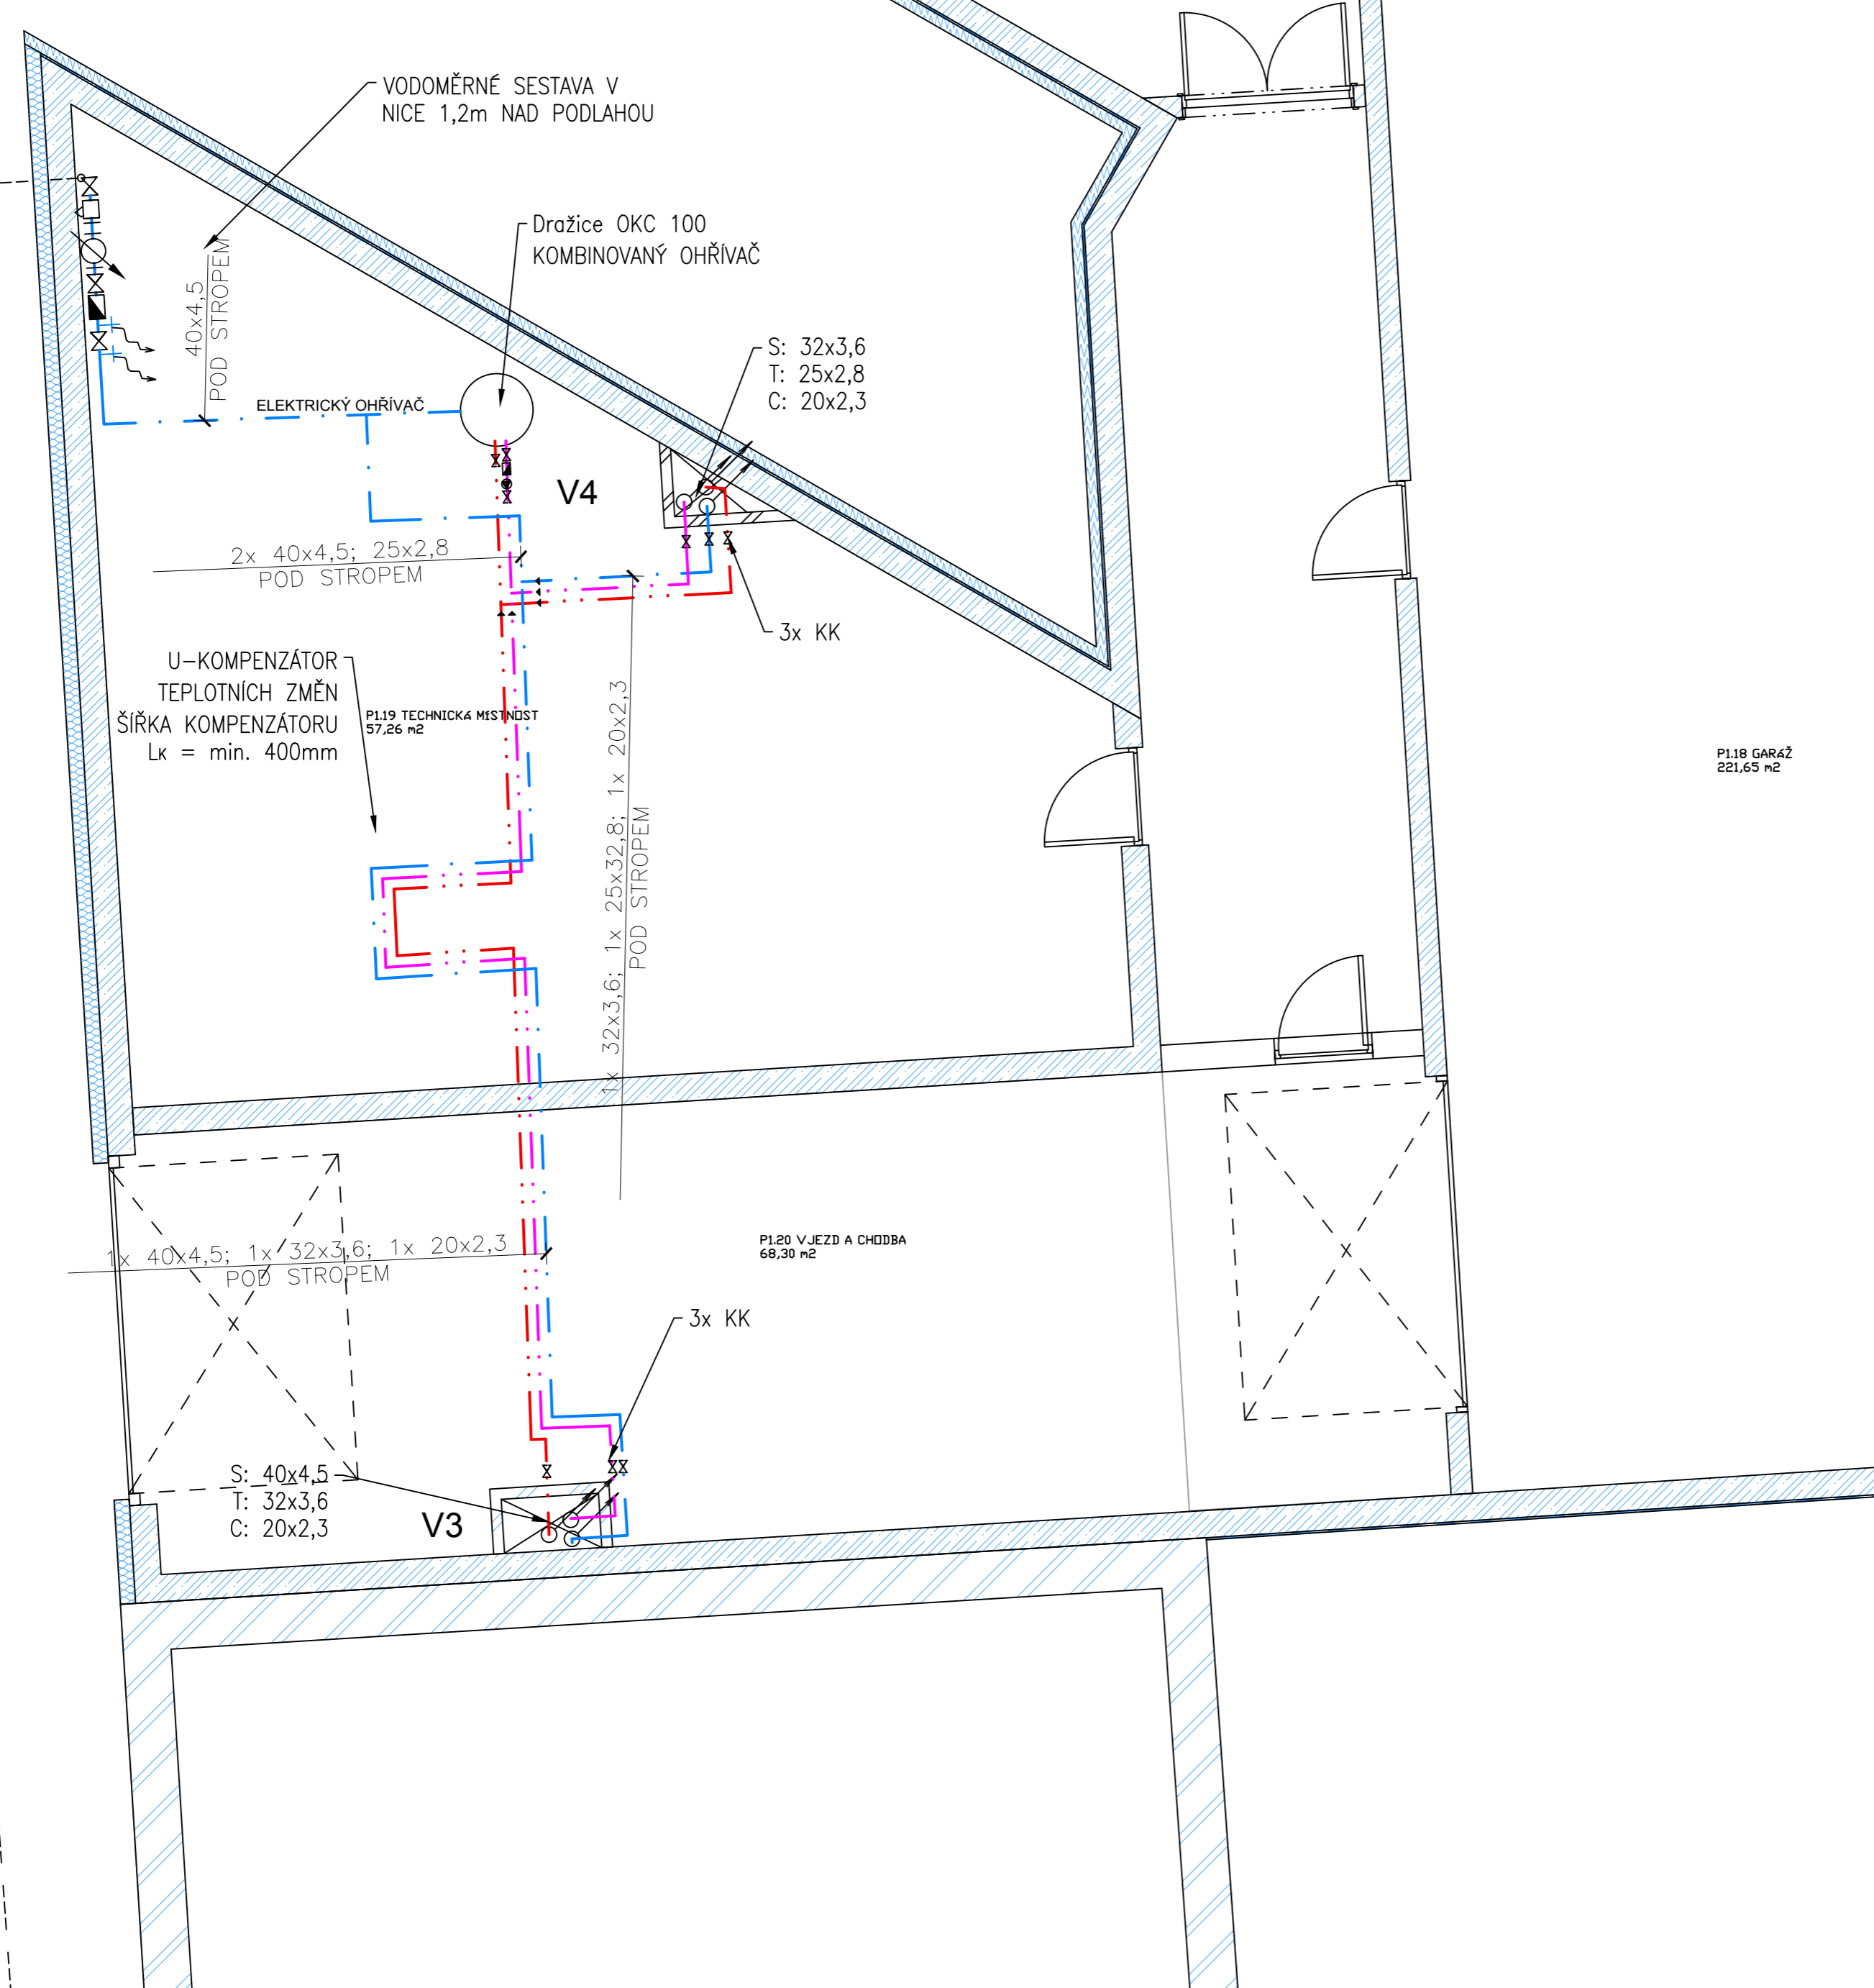 VODOMĚRNÉ SESTAVA V
NICE 1,2m NAD PODLAHOU
Dražice OKC 100
KOMBINOVANÝ OHŘÍVAČ
40x4,5
POD STROPEM
S: 32x3,6
T: 25x2,8
C: 20x2,3
ELEKTRICKÝ OHŘÍVAČ
V4
2x 40x4,5; 25x2,8
POD STROPEM
3x KK
U-KOMPENZÁTOR
TEPLOTNÍCH ZMĚN
ŠÍŘKA KOMPENZÁTORU
Lk = min. 400mm
P1.19 TECHNICKá MÍSTNOST
57,26 m2
1x 32x3,6; 1x 25x32,8; 1x 20x2,3
POD STROPEM
P1.18 GARáŽ
221,65 m2
P1.20 VJEZD A CHODBA
68,30 m2
1x 40x4,5; 1x 32x3,6; 1x 20x2,3
POD STROPEM
3x KK
S: 40x4,5
T: 32x3,6
C: 20x2,3
V3